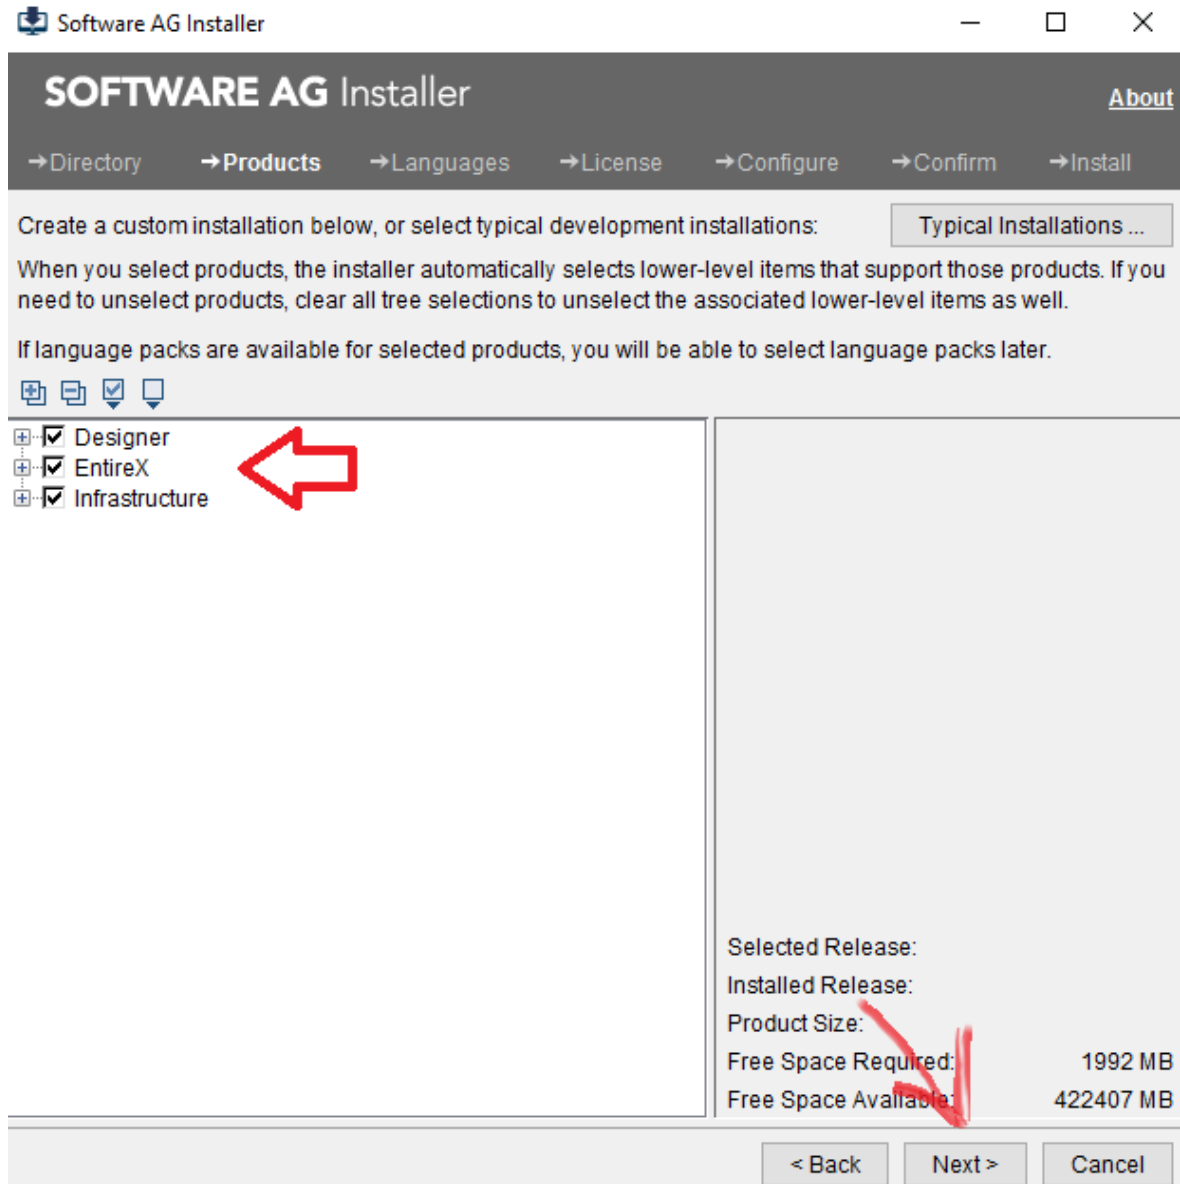 Software AG Installer
SOFTWARE AG Installer
About
→Directory →Products →Languages →License →Configure →Confirm →Install
Create a custom installation below, or select typical development installations: Typical Installations ...
When you select products, the installer automatically selects lower-level items that support those products. If you
need to unselect products, clear all tree selections to unselect the associated lower-level items as well.
If language packs are available for selected products, you will be able to select language packs later.
Designer
EntireX
Infrastructure
Selected Release:
Installed Release:
Product Size:
Free Space Required: 1992 MB
Free Space Available: 422407 MB
< Back Next > Cancel